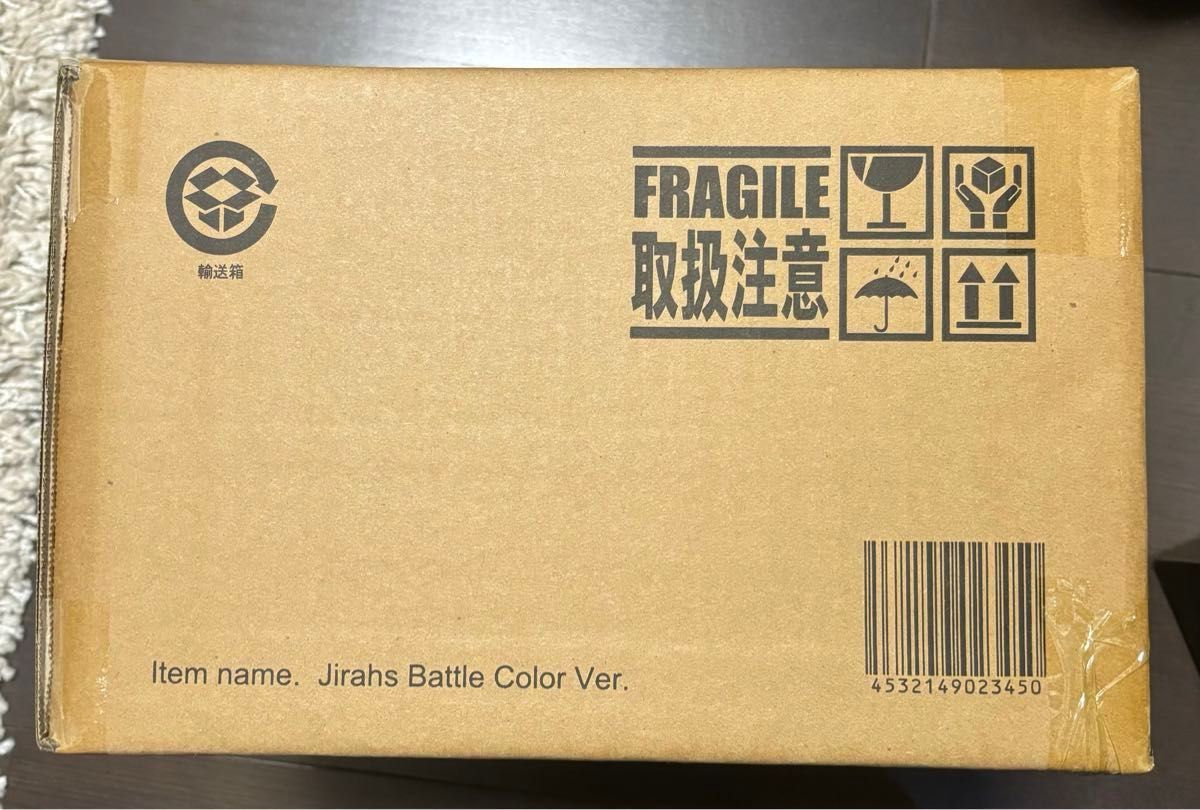 輸送箱
FRAGILE
取扱注意
Item name. Jirahs Battle Color Ver.
4532149023450